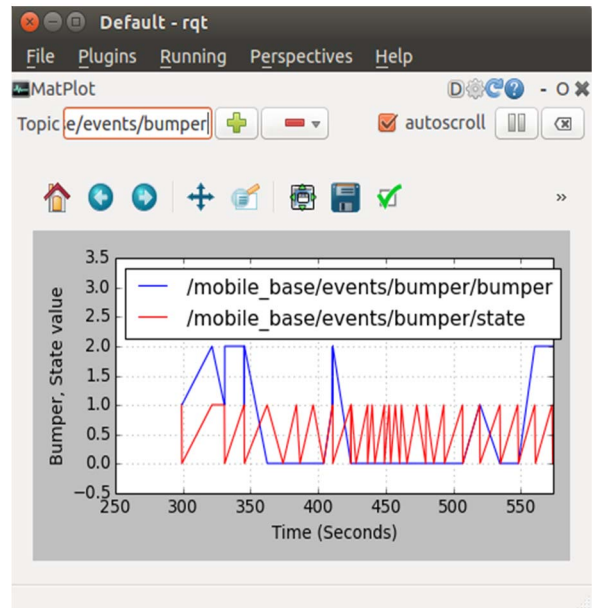 Default - rqt
File Plugins Running Perspectives Help
MatPlot D - O ✖
Topic e/events/bumper autoscroll
»
/mobile_base/events/bumper/bumper
/mobile_base/events/bumper/state
Bumper, State value
3.5
3.0
2.5
2.0
1.5
1.0
0.5
0.0
−0.5
250 300 350 400 450 500 550
Time (Seconds)